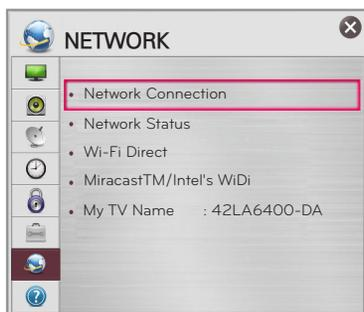 NETWORK
• Network Connection
• Network Status
• Wi-Fi Direct
• MiracastTM/Intel's WiDi
• My TV Name : 42LA6400-DA